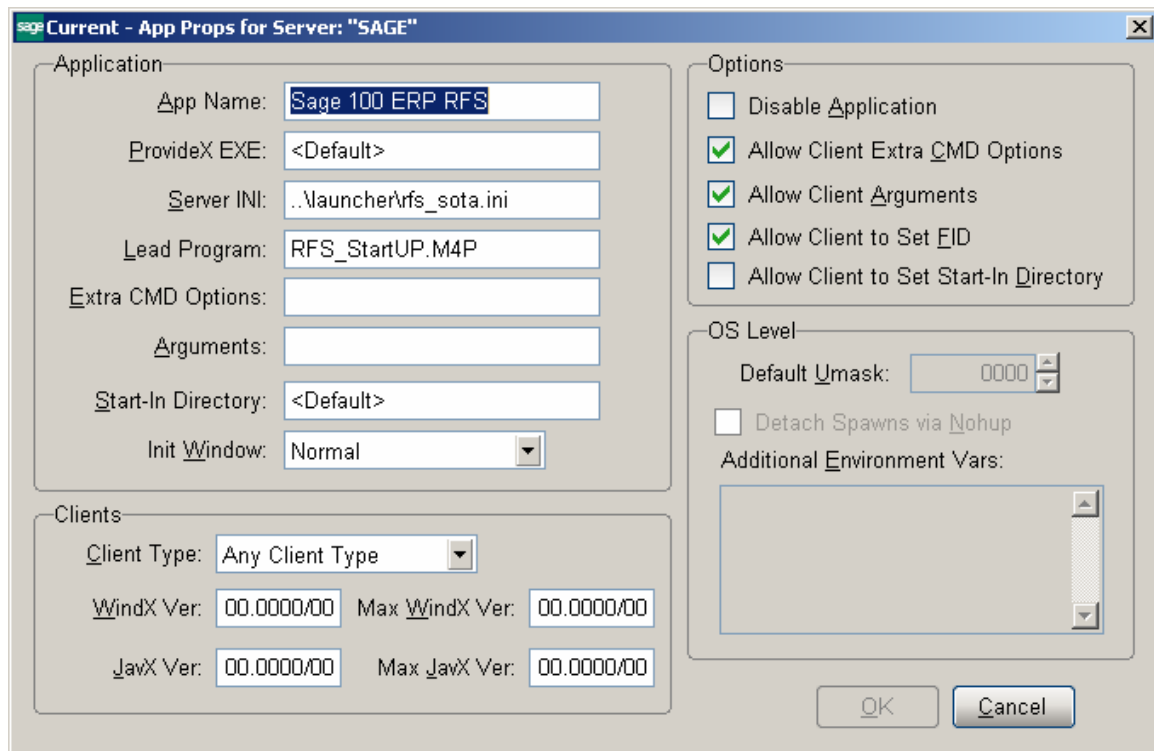 sage Current - App Props for Server: "SAGE"
Application
App Name: Sage 100 ERP RFS
ProvideX EXE: <Default>
Server INI: ..\launcher\rfs_sota.ini
Lead Program: RFS_StartUP.M4P
Extra CMD Options:
Arguments:
Start-In Directory: <Default>
Init Window: Normal
Clients
Client Type: Any Client Type
WindX Ver: 00.0000/00 Max WindX Ver: 00.0000/00
JavX Ver: 00.0000/00 Max JavX Ver: 00.0000/00
Options
Disable Application
Allow Client Extra CMD Options
Allow Client Arguments
Allow Client to Set FID
Allow Client to Set Start-In Directory
OS Level
Default Umask: 0000
Detach Spawns via Nohup
Additional Environment Vars:
OK Cancel